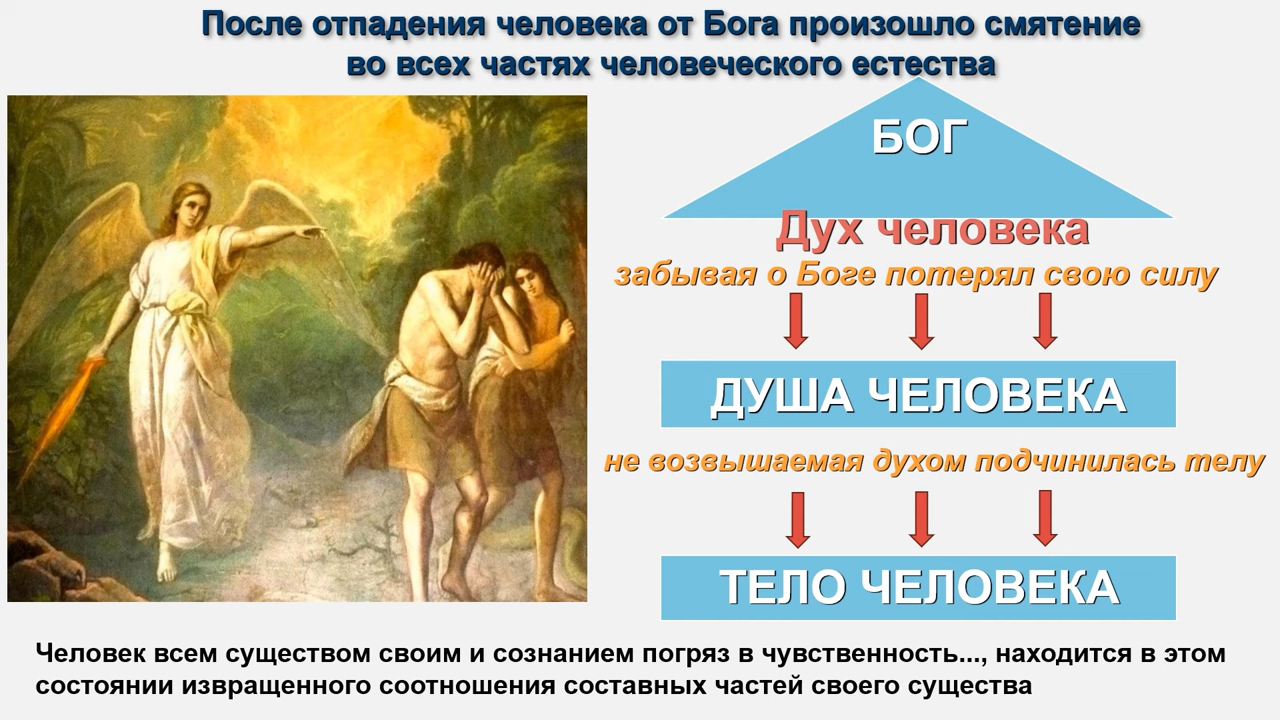 После отпадения человека от Бога произошло смятение
во всех частях человеческого естества
БОГ
Дух человека
забывая о Боге потерял свою силу
ДУША ЧЕЛОВЕКА
не возвышаемая духом подчинилась телу
ТЕЛО ЧЕЛОВЕКА
Человек всем существом своим и сознанием погряз в чувственность..., находится в этом
состоянии извращенного соотношения составных частей своего существа